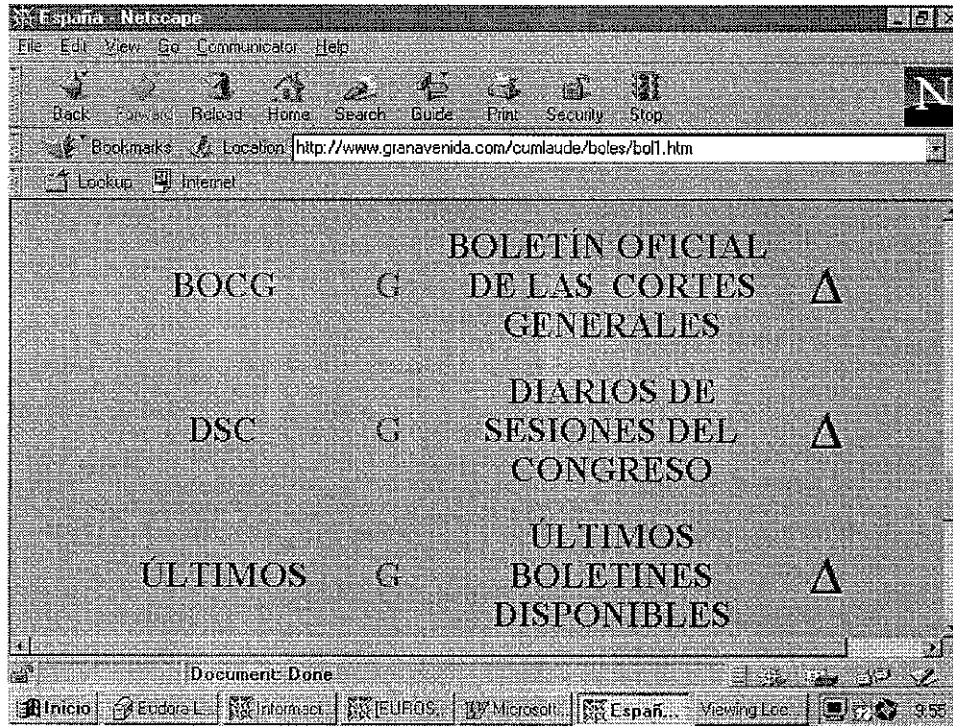 España - Netscape
File Edit View Go Communicator Help
Back Forward Reload Home Search Guide Print Security Stop
N
Bookmarks Location http://www.granavenida.com/cumlaude/boles/bol1.htm
Lookup Internet
BOCG G BOLETÍN OFICIAL
DE LAS CORTES
GENERALES Δ
DSC G DIARIOS DE
SESIONES DEL
CONGRESO Δ
ÚLTIMOS G ÚLTIMOS
BOLETINES
DISPONIBLES Δ
Document: Done
Inicio Eudora L... Informaci... [EUROS... Microsoft... Españ... Viewing Loc... 9:55